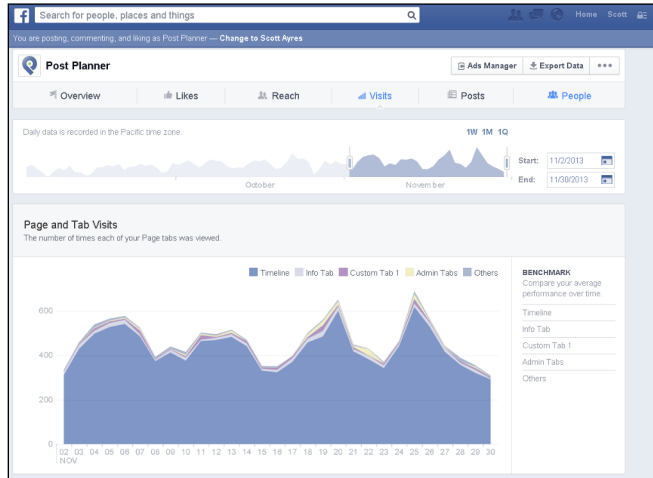 Search for people, places and things
Home Scott
You are posting, commenting, and liking as Post Planner — Change to Scott Ayres
Post Planner
Ads Manager Export Data
Overview Likes Reach Visits Posts People
Daily data is recorded in the Pacific time zone.
1W 1M 1Q
Start: 11/2/2013
End: 11/30/2013
October November
Page and Tab Visits
The number of times each of your Page tabs was viewed.
Timeline Info Tab Custom Tab 1 Admin Tabs Others
BENCHMARK
Compare your average
performance over time.
Timeline
Info Tab
Custom Tab 1
Admin Tabs
Others
600
400
200
0
02 03 04 05 06 07 08 09 10 11 12 13 14 15 16 17 18 19 20 21 22 23 24 25 26 27 28 29 30
NOV